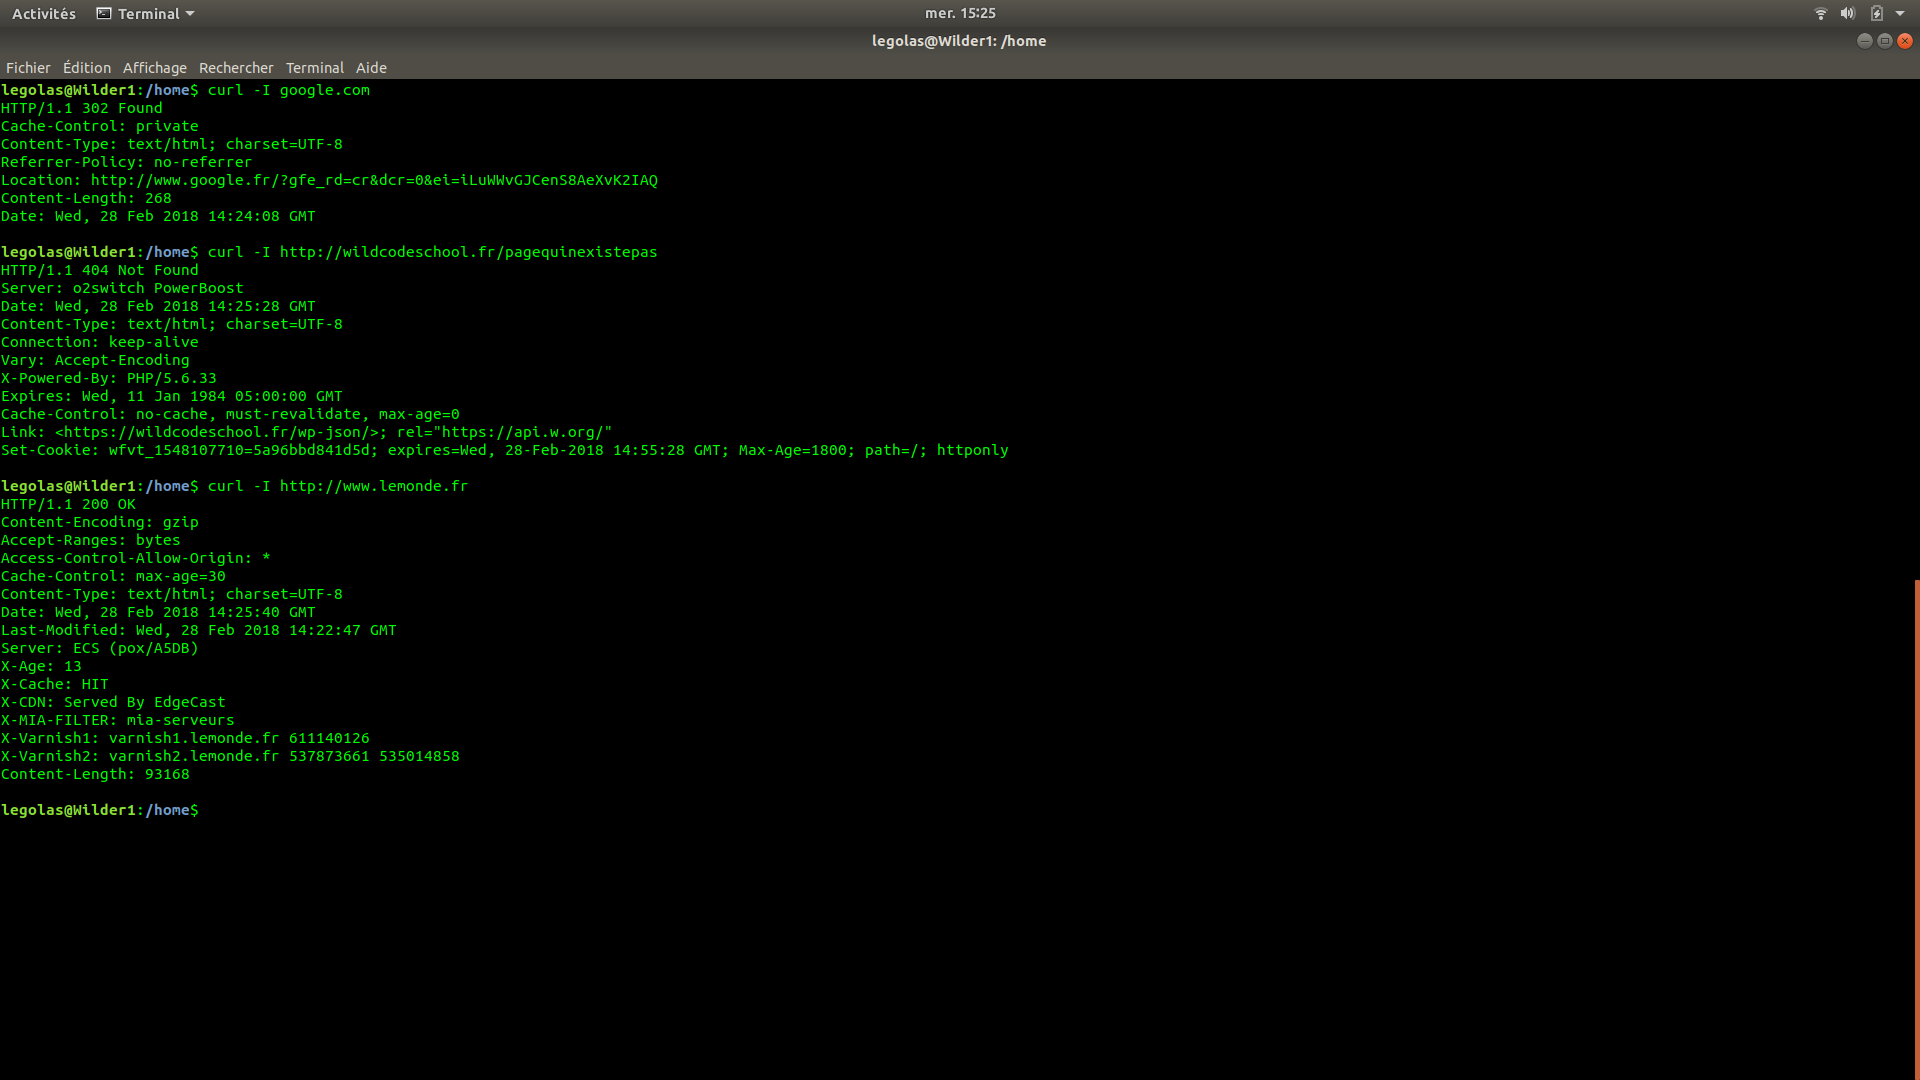 Activités Terminal mer. 15:25
legolas@Wilder1: /home
Fichier Édition Affichage Rechercher Terminal Aide
legolas@Wilder1:/home$ curl -I google.com
HTTP/1.1 302 Found
Cache-Control: private
Content-Type: text/html; charset=UTF-8
Referrer-Policy: no-referrer
Location: http://www.google.fr/?gfe_rd=cr&dcr=0&ei=iLuWWvGJCenS8AeXvK2IAQ
Content-Length: 268
Date: Wed, 28 Feb 2018 14:24:08 GMT
legolas@Wilder1:/home$ curl -I http://wildcodeschool.fr/pagequinexistepas
HTTP/1.1 404 Not Found
Server: o2switch PowerBoost
Date: Wed, 28 Feb 2018 14:25:28 GMT
Content-Type: text/html; charset=UTF-8
Connection: keep-alive
Vary: Accept-Encoding
X-Powered-By: PHP/5.6.33
Expires: Wed, 11 Jan 1984 05:00:00 GMT
Cache-Control: no-cache, must-revalidate, max-age=0
Link: <https://wildcodeschool.fr/wp-json/>; rel="https://api.w.org/"
Set-Cookie: wfvt_1548107710=5a96bbd841d5d; expires=Wed, 28-Feb-2018 14:55:28 GMT; Max-Age=1800; path=/; httponly
legolas@Wilder1:/home$ curl -I http://www.lemonde.fr
HTTP/1.1 200 OK
Content-Encoding: gzip
Accept-Ranges: bytes
Access-Control-Allow-Origin: *
Cache-Control: max-age=30
Content-Type: text/html; charset=UTF-8
Date: Wed, 28 Feb 2018 14:25:40 GMT
Last-Modified: Wed, 28 Feb 2018 14:22:47 GMT
Server: ECS (pox/A5DB)
X-Age: 13
X-Cache: HIT
X-CDN: Served By EdgeCast
X-MIA-FILTER: mia-serveurs
X-Varnish1: varnish1.lemonde.fr 611140126
X-Varnish2: varnish2.lemonde.fr 537873661 535014858
Content-Length: 93168
legolas@Wilder1:/home$